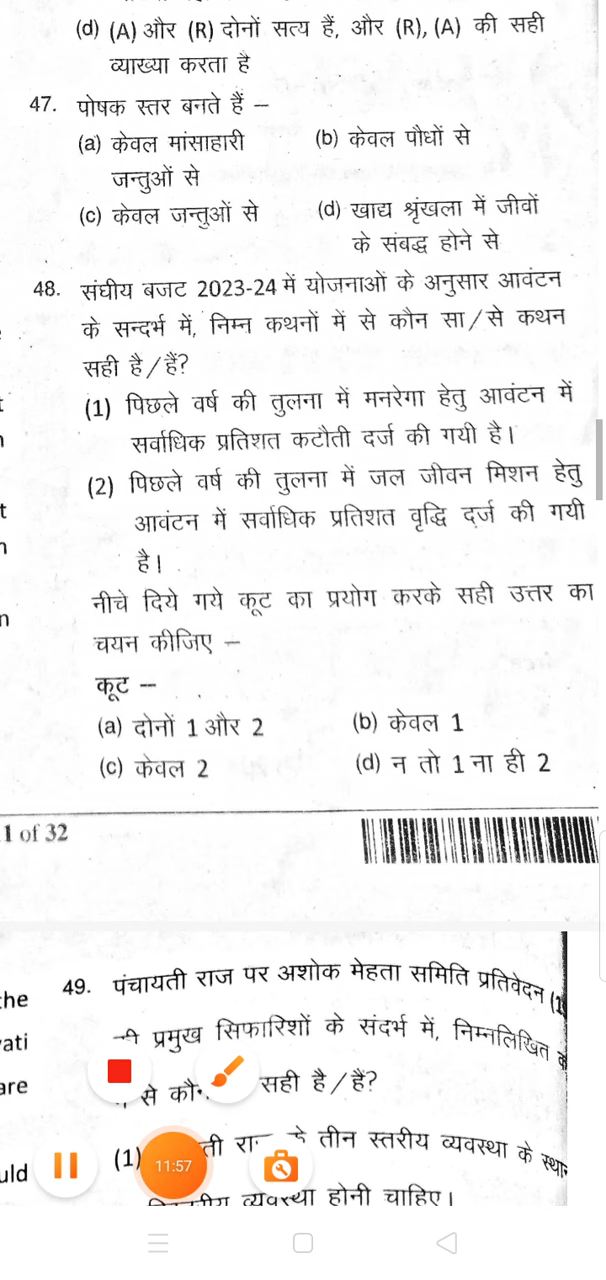 (d) (A) और (R) दोनों सत्य हैं, और (R), (A) की सही
व्याख्या करता है
47. पोषक स्तर बनते हैं –
(a) केवल मांसाहारी (b) केवल पौधों से
जन्तुओं से
(c) केवल जन्तुओं से (d) खाद्य श्रृंखला में जीवों
के संबद्ध होने से
48. संघीय बजट 2023-24 में योजनाओं के अनुसार आवंटन
के सन्दर्भ में, निम्न कथनों में से कौन सा/से कथन
सही है/हैं?
(1) पिछले वर्ष की तुलना में मनरेगा हेतु आवंटन में
सर्वाधिक प्रतिशत कटौती दर्ज की गयी है।
(2) पिछले वर्ष की तुलना में जल जीवन मिशन हेतु
आवंटन में सर्वाधिक प्रतिशत वृद्धि दर्ज की गयी
है।
नीचे दिये गये कूट का प्रयोग करके सही उत्तर का
चयन कीजिए –
कूट –
(a) दोनों 1 और 2 (b) केवल 1
(c) केवल 2 (d) न तो 1 ना ही 2
1 of 32
49. पंचायती राज पर अशोक मेहता समिति प्रतिवेदन
प्रमुख सिफारिशों के संदर्भ में, निम्नलिखित
से सही है/हैं?
(1) तीन स्तरीय व्यवस्था के
11:57
व्यवस्था होनी चाहिए।